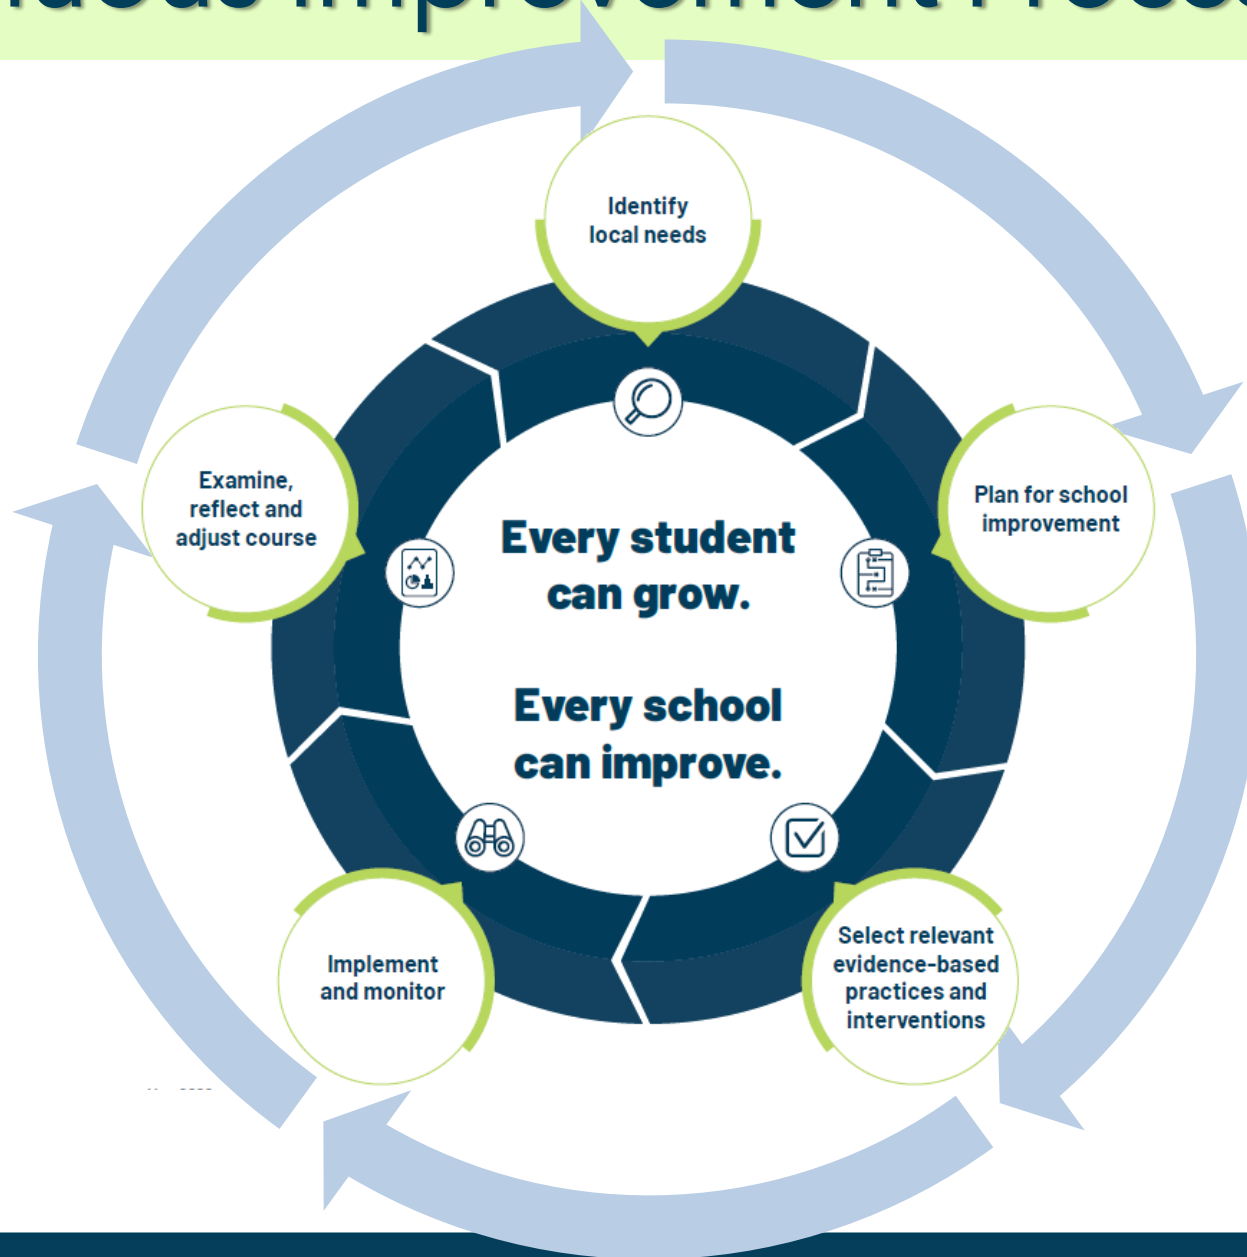 Improvement
Identify
local needs
Plan for school
improvement
Select relevant
evidence-based
practices and
interventions
Implement
and monitor
Examine,
reflect and
adjust course
Every student
can grow.
Every school
can improve.